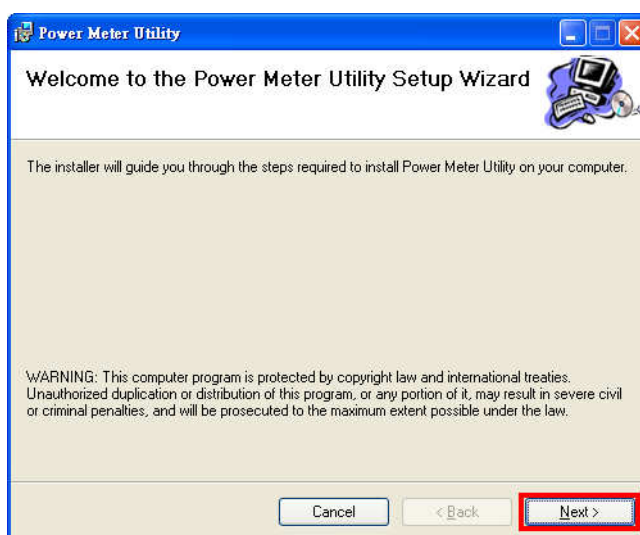 Power Meter Utility
Welcome to the Power Meter Utility Setup Wizard
The installer will guide you through the steps required to install Power Meter Utility on your computer.
WARNING: This computer program is protected by copyright law and international treaties.
Unauthorized duplication or distribution of this program, or any portion of it, may result in severe civil
or criminal penalties, and will be prosecuted to the maximum extent possible under the law.
Cancel < Back Next >